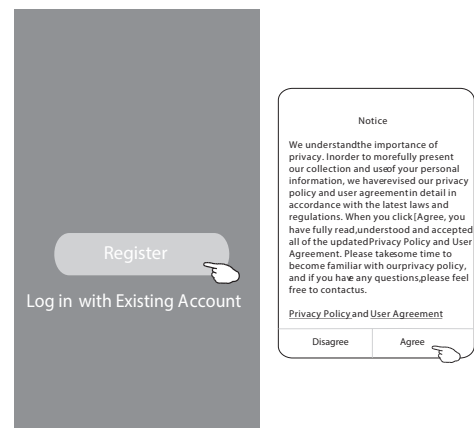 Register
Log in with Existing Account
Notice
We understandthe importance of
privacy. Inorder to morefully present
our collection and useof your personal
information, we haverevised our privacy
policy and user agreementin detail in
accordance with the latest laws and
regulations. When you click[Agree, you
have fully read,understood and accepted
all of the updatedPrivacy Policy and User
Agreement. Please takesome time to
become familiar with ourprivacy policy,
and if you have any questions,please feel
free to contactus.
Privacy Policy and User Agreement
Disagree Agree